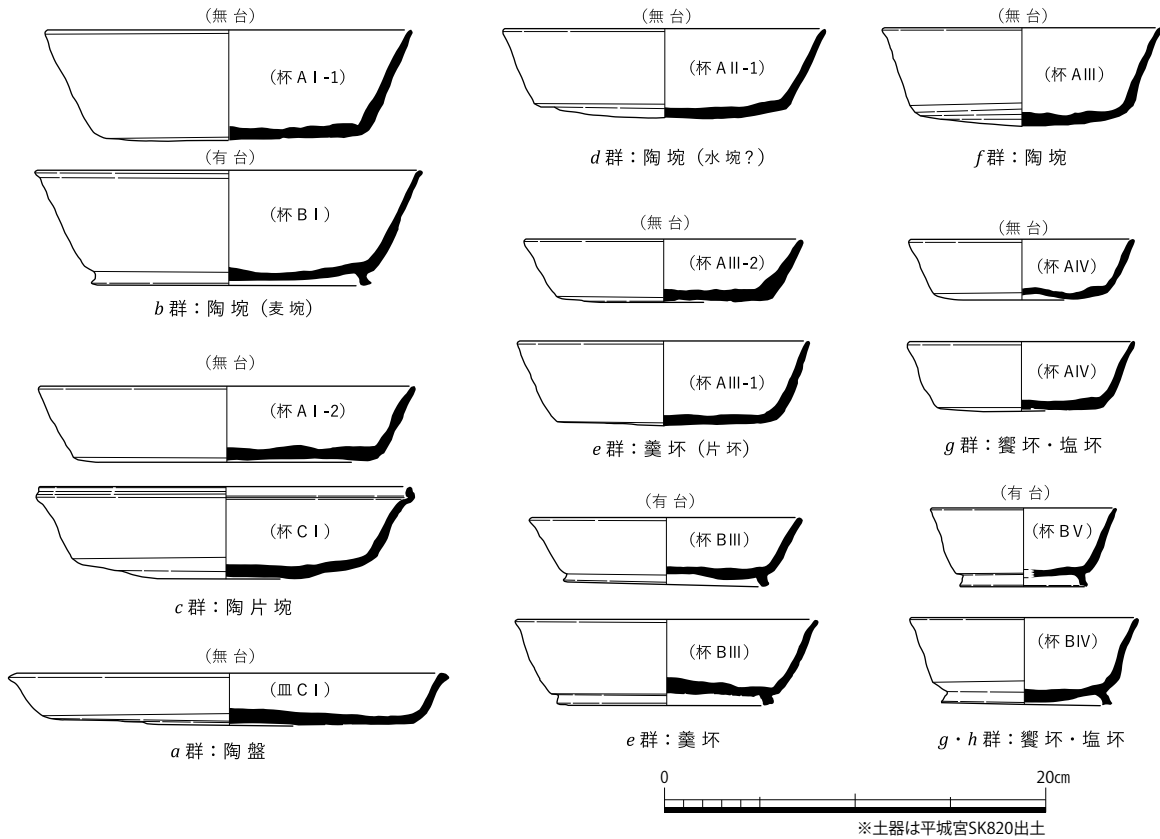 (無台)
(杯AⅠ-1)
(有台)
(杯BⅠ)
b群:陶埦(麦埦)
(無台)
(杯AⅠ-2)
(杯CⅠ)
c群:陶片埦
(無台)
(皿CⅠ)
a群:陶盤
(無台)
(杯AⅡ-1)
d群:陶埦(水埦?)
(無台)
(杯AⅢ-2)
(杯AⅢ-1)
e群:羹坏(片坏)
(有台)
(杯BⅢ)
(杯BⅢ)
e群:羹坏
(無台)
(杯AⅢ)
f群:陶埦
(無台)
(杯AⅣ)
(杯AⅣ)
g群:饗坏・塩坏
(有台)
(杯BⅤ)
(杯BⅣ)
g・h群:饗坏・塩坏
0 20㎝
※土器は平城宮SK820出土